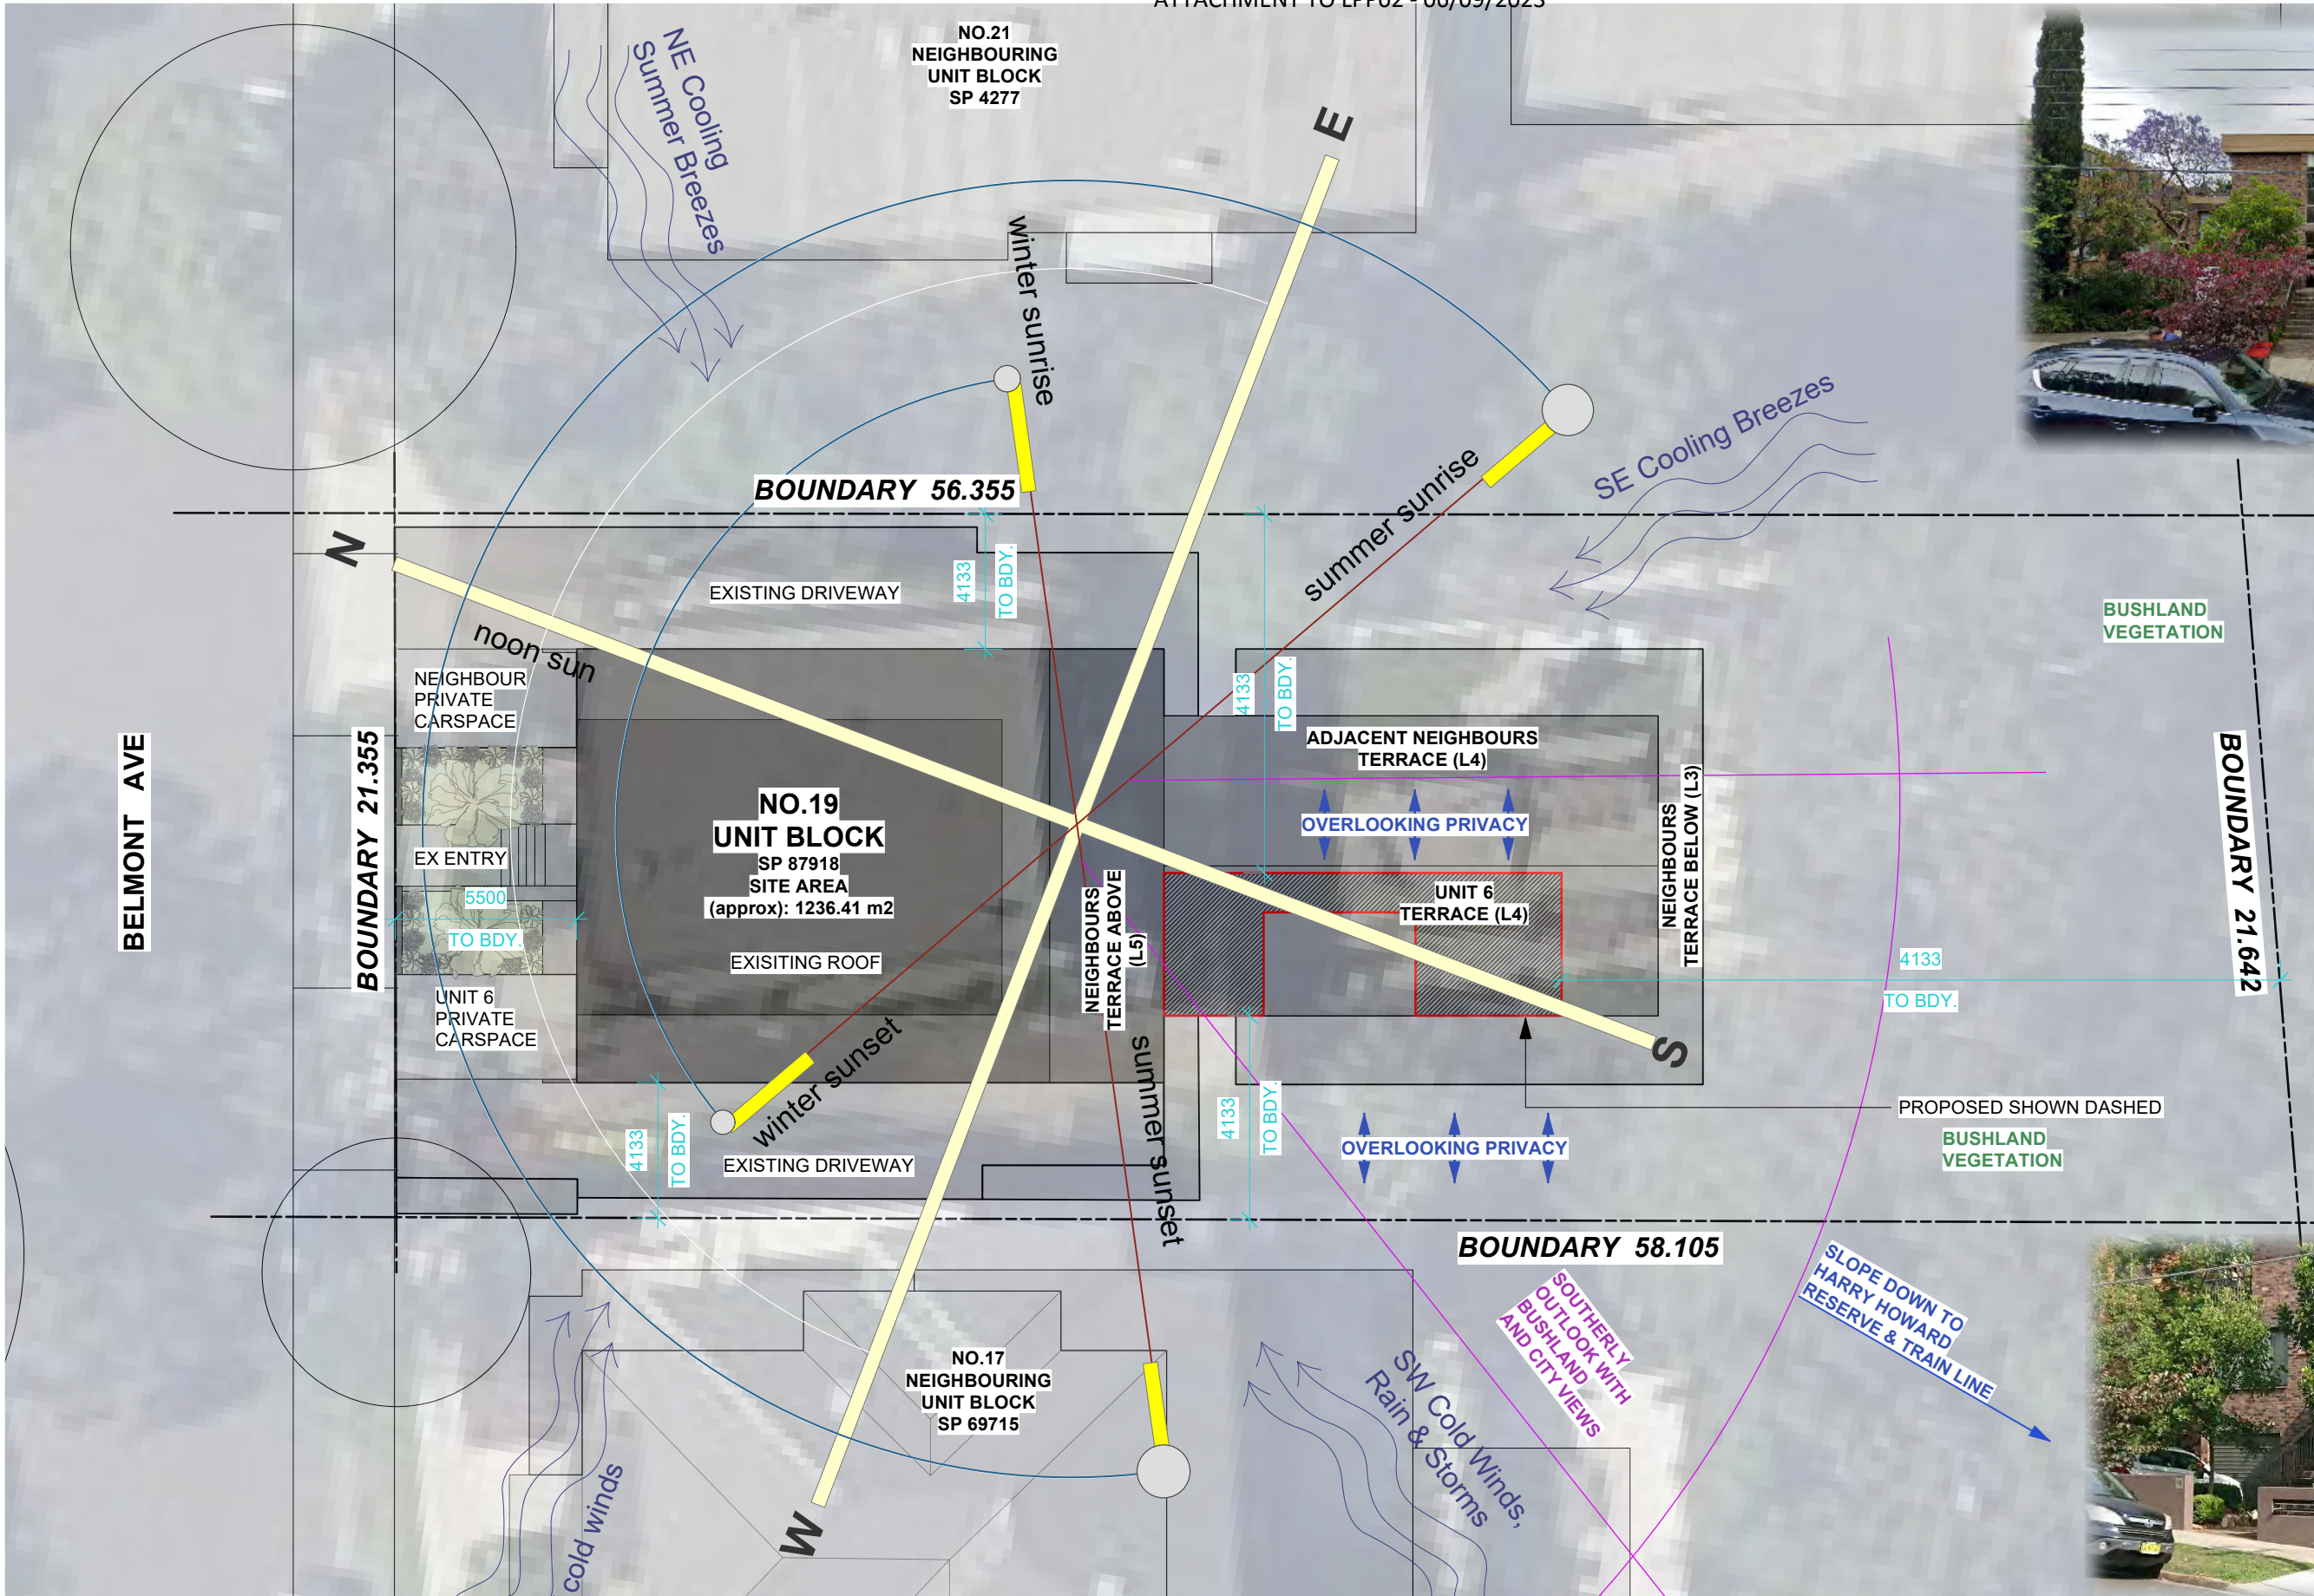 ATTACHMENT TO LPP02 - 06/09/2023
NO.21
NEIGHBOURING
UNIT BLOCK
SP 4277
NE Cooling
Summer Breezes
E
winter sunrise
summer sunrise
SE Cooling Breezes
BOUNDARY 56.355
N
noon sun
EXISTING DRIVEWAY
4133
TO BDY.
4133
TO BDY.
BUSHLAND
VEGETATION
NEIGHBOUR
PRIVATE
CARSPACE
BELMONT AVE
BOUNDARY 21.355
EX ENTRY
5500
TO BDY.
UNIT 6
PRIVATE
CARSPACE
NO.19
UNIT BLOCK
SP 87918
SITE AREA
(approx): 1236.41 m2
EXISITING ROOF
NEIGHBOURS
TERRACE ABOVE
(L5)
ADJACENT NEIGHBOURS
TERRACE (L4)
OVERLOOKING PRIVACY
UNIT 6
TERRACE (L4)
NEIGHBOURS
TERRACE BELOW (L3)
BOUNDARY 21.642
4133
TO BDY.
S
winter sunset
summer sunset
4133
TO BDY.
4133
TO BDY.
EXISTING DRIVEWAY
OVERLOOKING PRIVACY
PROPOSED SHOWN DASHED
BUSHLAND
VEGETATION
BOUNDARY 58.105
SOUTHERLY
OUTLOOK WITH
BUSHLAND
AND CITY VIEWS
SLOPE DOWN TO
HARRY HOWARD
RESERVE & TRAIN LINE
NO.17
NEIGHBOURING
UNIT BLOCK
SP 69715
SW Cold Winds,
Rain & Storms
W
cold winds